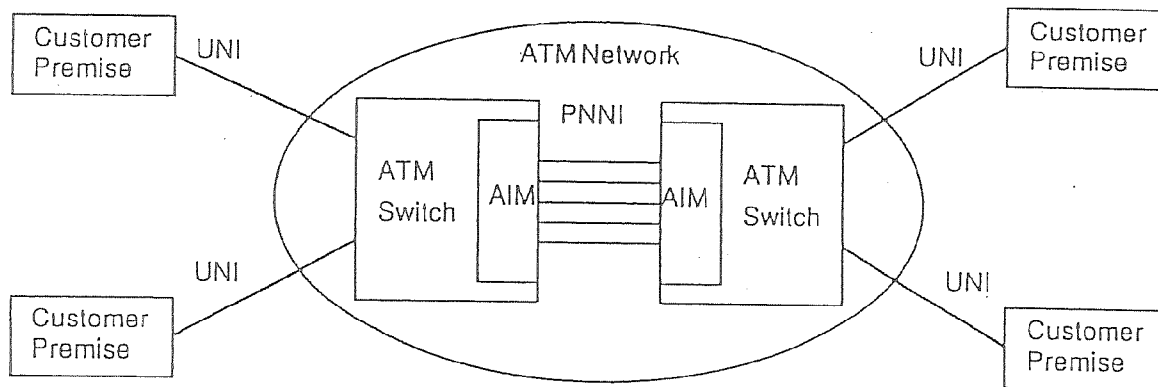 Customer
Premise
UNI
ATM Network
UNI
Customer
Premise
PNNI
ATM
Switch
AIM
AIM
ATM
Switch
UNI
UNI
Customer
Premise
Customer
Premise